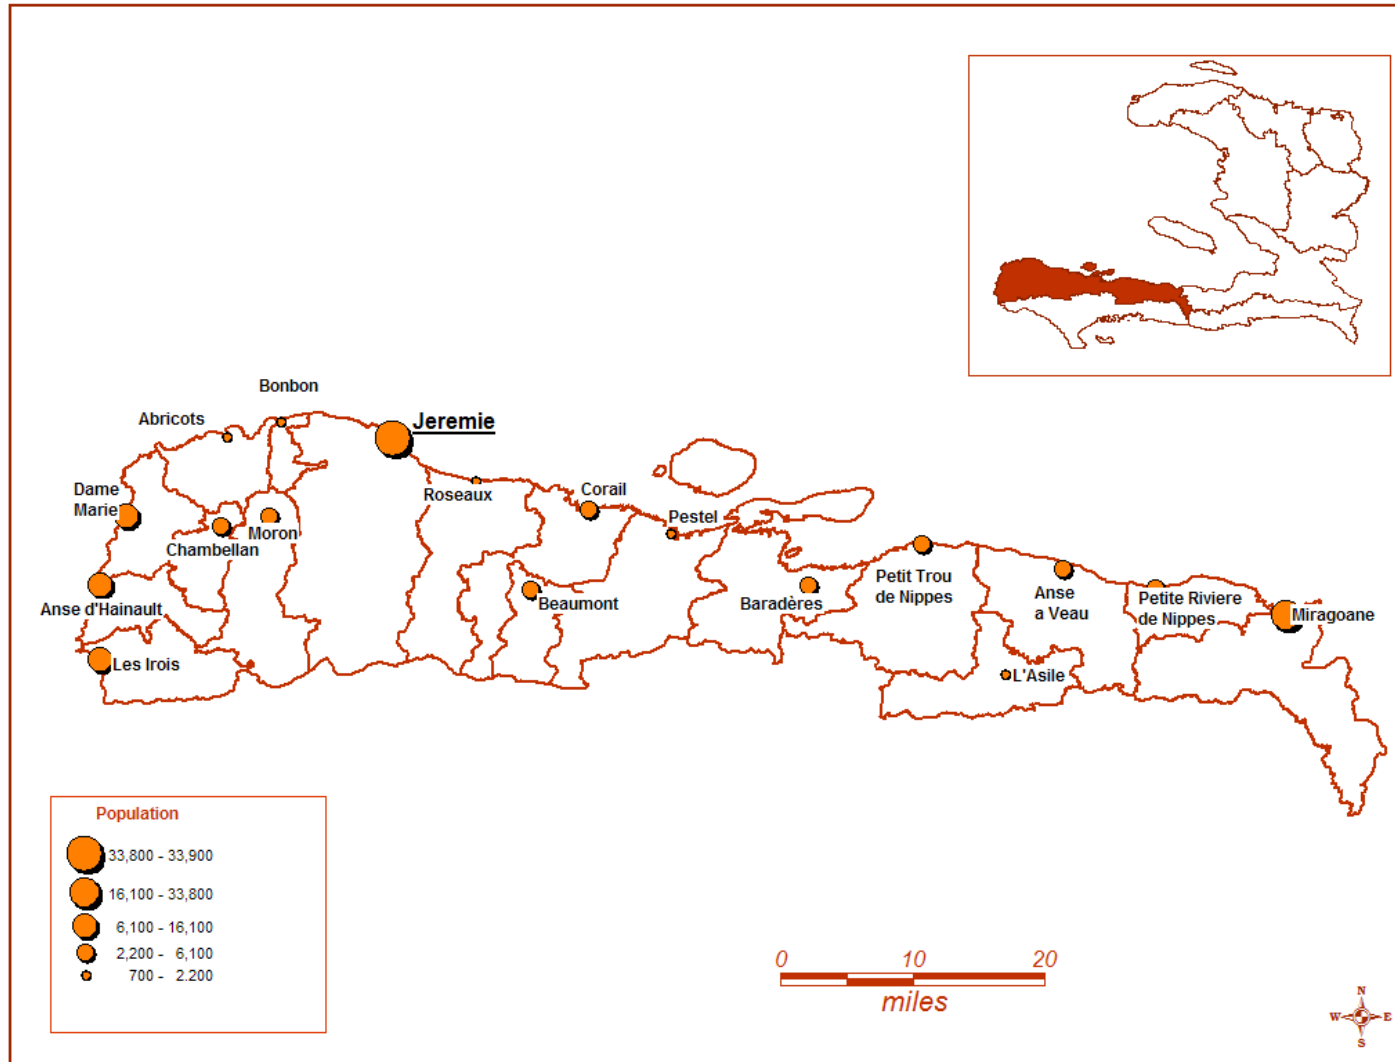 Bonbon
Abricots
Jeremie
Dame
Marie
Roseaux
Corail
Pestel
Moron
Chambellan
Anse d'Hainault
Beaumont
Baradères
Petit Trou
de Nippes
Anse
a Veau
Petite Riviere
de Nippes
Miragoane
Les Irois
L'Asile
Population
33,800 - 33,900
16,100 - 33,800
6,100 - 16,100
2,200 - 6,100
700 - 2.200
0 10 20
miles
N
W E
S